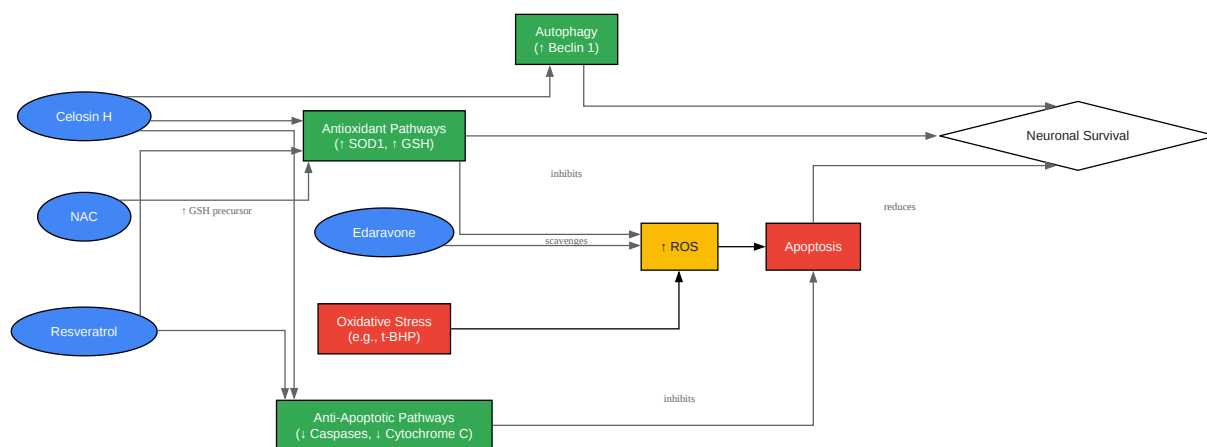 Autophagy
(↑ Beclin 1)
Celosin H
Antioxidant Pathways
(↑ SOD1, ↑ GSH)
Neuronal Survival
inhibits
NAC
↑ GSH precursor
reduces
Edaravone
scavenges
↑ ROS
Apoptosis
Oxidative Stress
(e.g., t-BHP)
Resveratrol
inhibits
Anti-Apoptotic Pathways
(↓ Caspases, ↓ Cytochrome C)